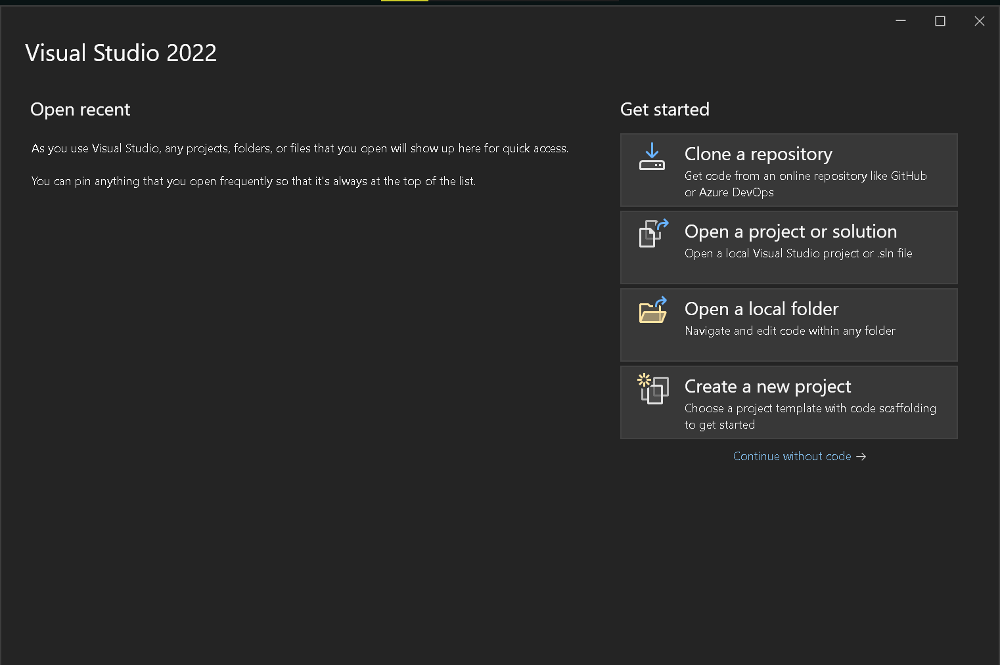 Visual Studio 2022
Open recent
As you use Visual Studio, any projects, folders, or files that you open will show up here for quick access.
You can pin anything that you open frequently so that it's always at the top of the list.
Get started
Clone a repository
Get code from an online repository like GitHub
or Azure DevOps
Open a project or solution
Open a local Visual Studio project or .sln file
Open a local folder
Navigate and edit code within any folder
Create a new project
Choose a project template with code scaffolding
to get started
Continue without code →